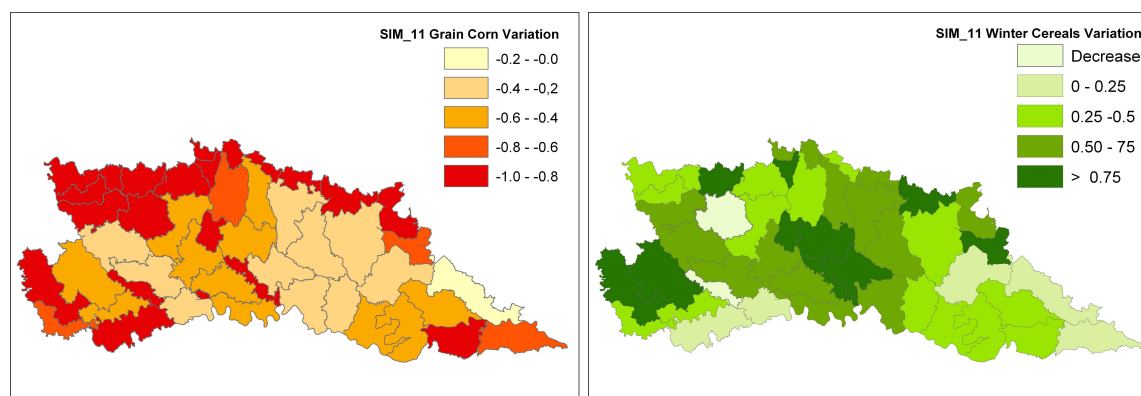 SIM_11 Grain Corn Variation
-0.2 - -0.0
-0.4 - -0,2
-0.6 - -0.4
-0.8 - -0.6
-1.0 - -0.8
SIM_11 Winter Cereals Variation
Decrease
0 - 0.25
0.25 -0.5
0.50 - 75
> 0.75